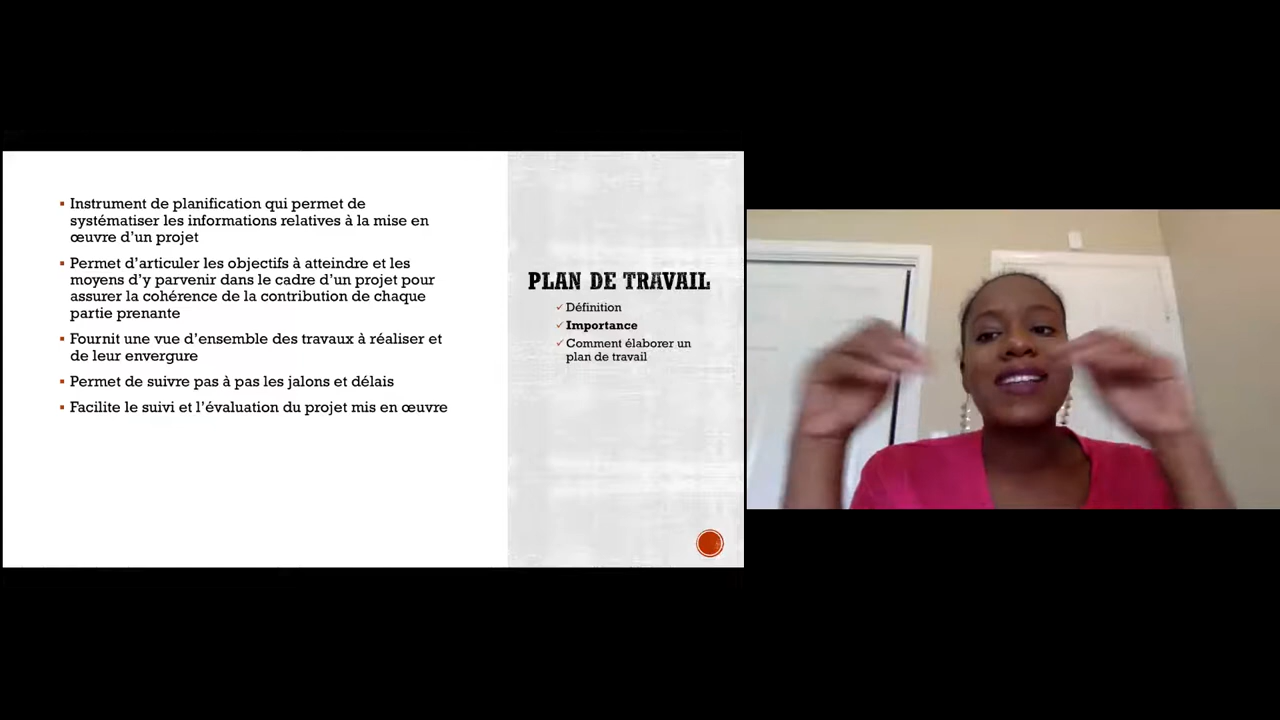 ▪ Instrument de planification qui permet de
systématiser les informations relatives à la mise en
œuvre d’un projet
▪ Permet d’articuler les objectifs à atteindre et les
moyens d’y parvenir dans le cadre d’un projet pour
assurer la cohérence de la contribution de chaque
partie prenante
▪ Fournit une vue d’ensemble des travaux à réaliser et
de leur envergure
▪ Permet de suivre pas à pas les jalons et délais
▪ Facilite le suivi et l’évaluation du projet mis en œuvre
PLAN DE TRAVAIL
✓ Définition
✓ Importance
✓ Comment élaborer un
plan de travail